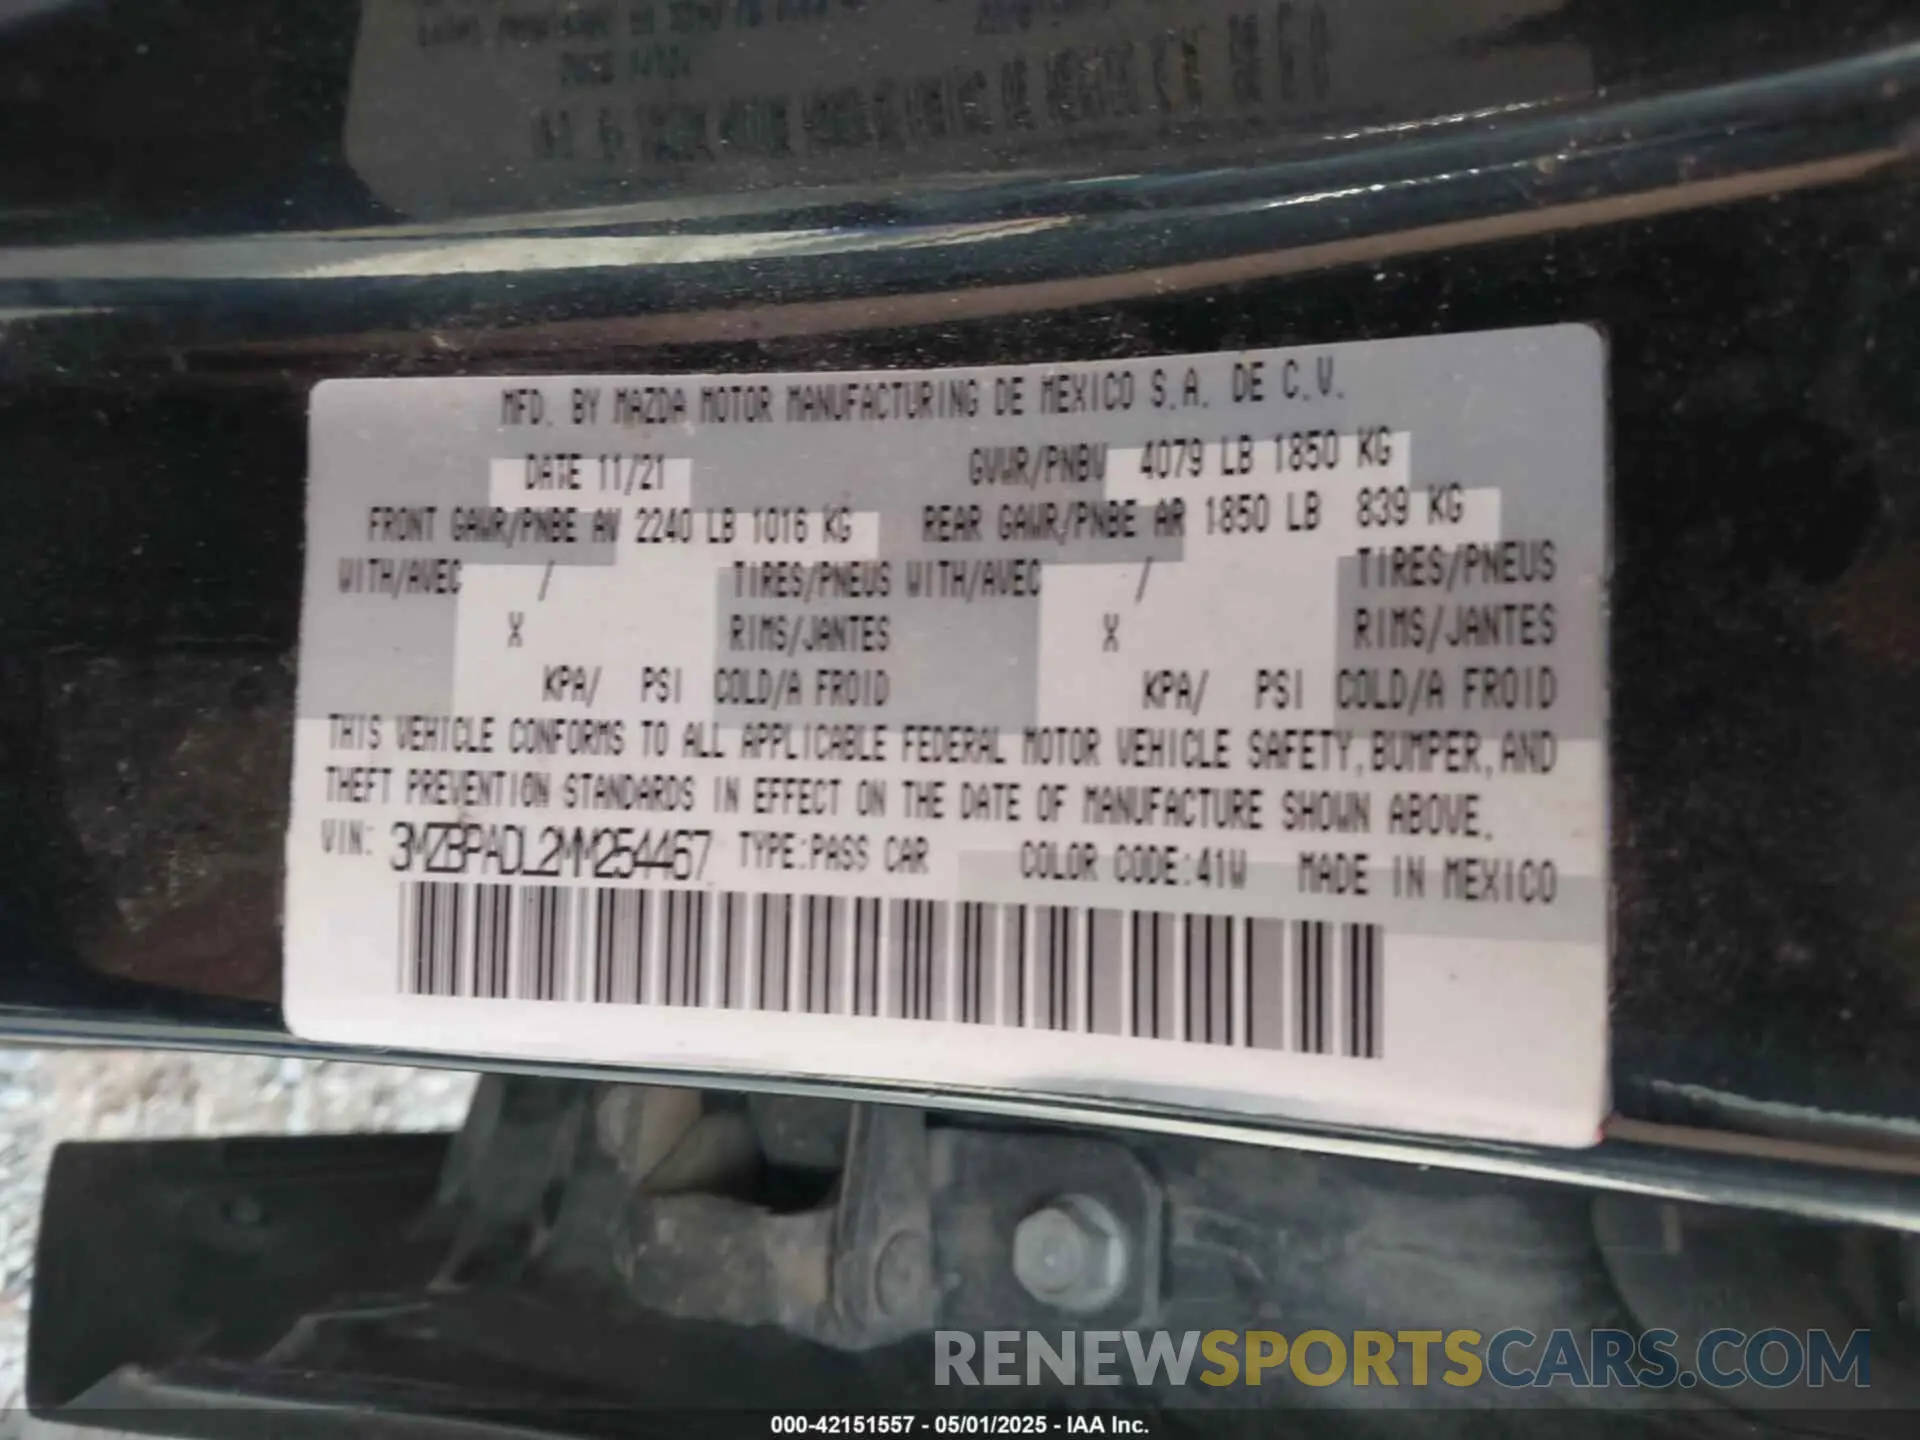 MFD. BY MAZDA MOTOR MANUFACTURING DE MEXICO S.A. DE C.V.
DATE 11/21 GVWR/PNBV 4079 LB 1850 KG
FRONT GAWR/PNBE AV 2240 LB 1016 KG REAR GAWR/PNBE AR 1850 LB 839 KG
WITH/AVEC / TIRES/PNEUS WITH/AVEC / TIRES/PNEUS
X RIMS/JANTES X RIMS/JANTES
KPA/ PSI COLD/A FROID KPA/ PSI COLD/A FROID
THIS VEHICLE CONFORMS TO ALL APPLICABLE FEDERAL MOTOR VEHICLE SAFETY, BUMPER, AND
THEFT PREVENTION STANDARDS IN EFFECT ON THE DATE OF MANUFACTURE SHOWN ABOVE.
VIN: 3MZBPADL2MM254467 TYPE:PASS CAR COLOR CODE:41W MADE IN MEXICO
RENEWSPORTSCARS.COM
000-42151557 - 05/01/2025 - IAA Inc.